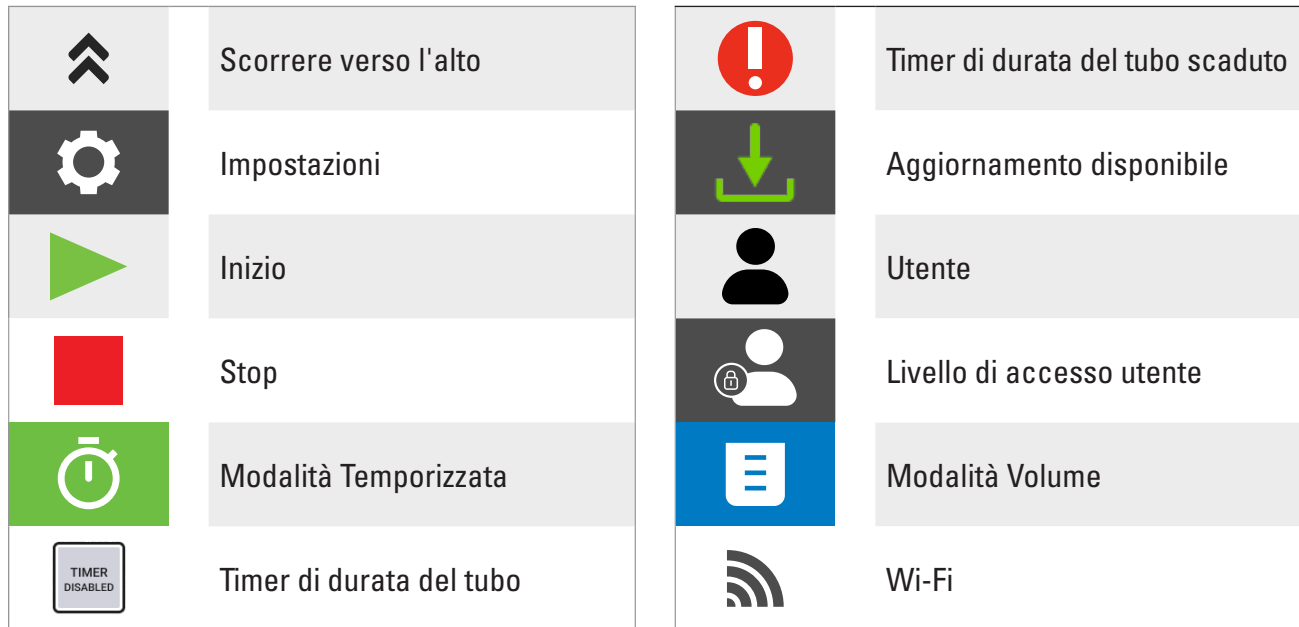 Scorrere verso l'alto
Impostazioni
Inizio
Stop
Modalità Temporizzata
TIMER
DISABLED
Timer di durata del tubo
Timer di durata del tubo scaduto
Aggiornamento disponibile
Utente
Livello di accesso utente
Modalità Volume
Wi-Fi